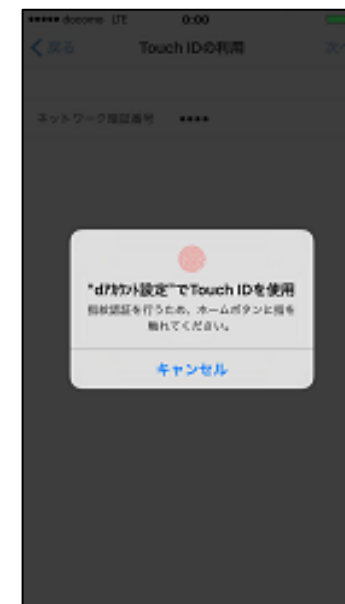 docomo LTE 0:00
戻る Touch IDの利用 次へ
ネットワーク暗証番号 ••••
"dｱｶｳﾝﾄ設定"でTouch IDを使用
指紋認証を行うため、ホームボタンに指を
触れてください。
キャンセル